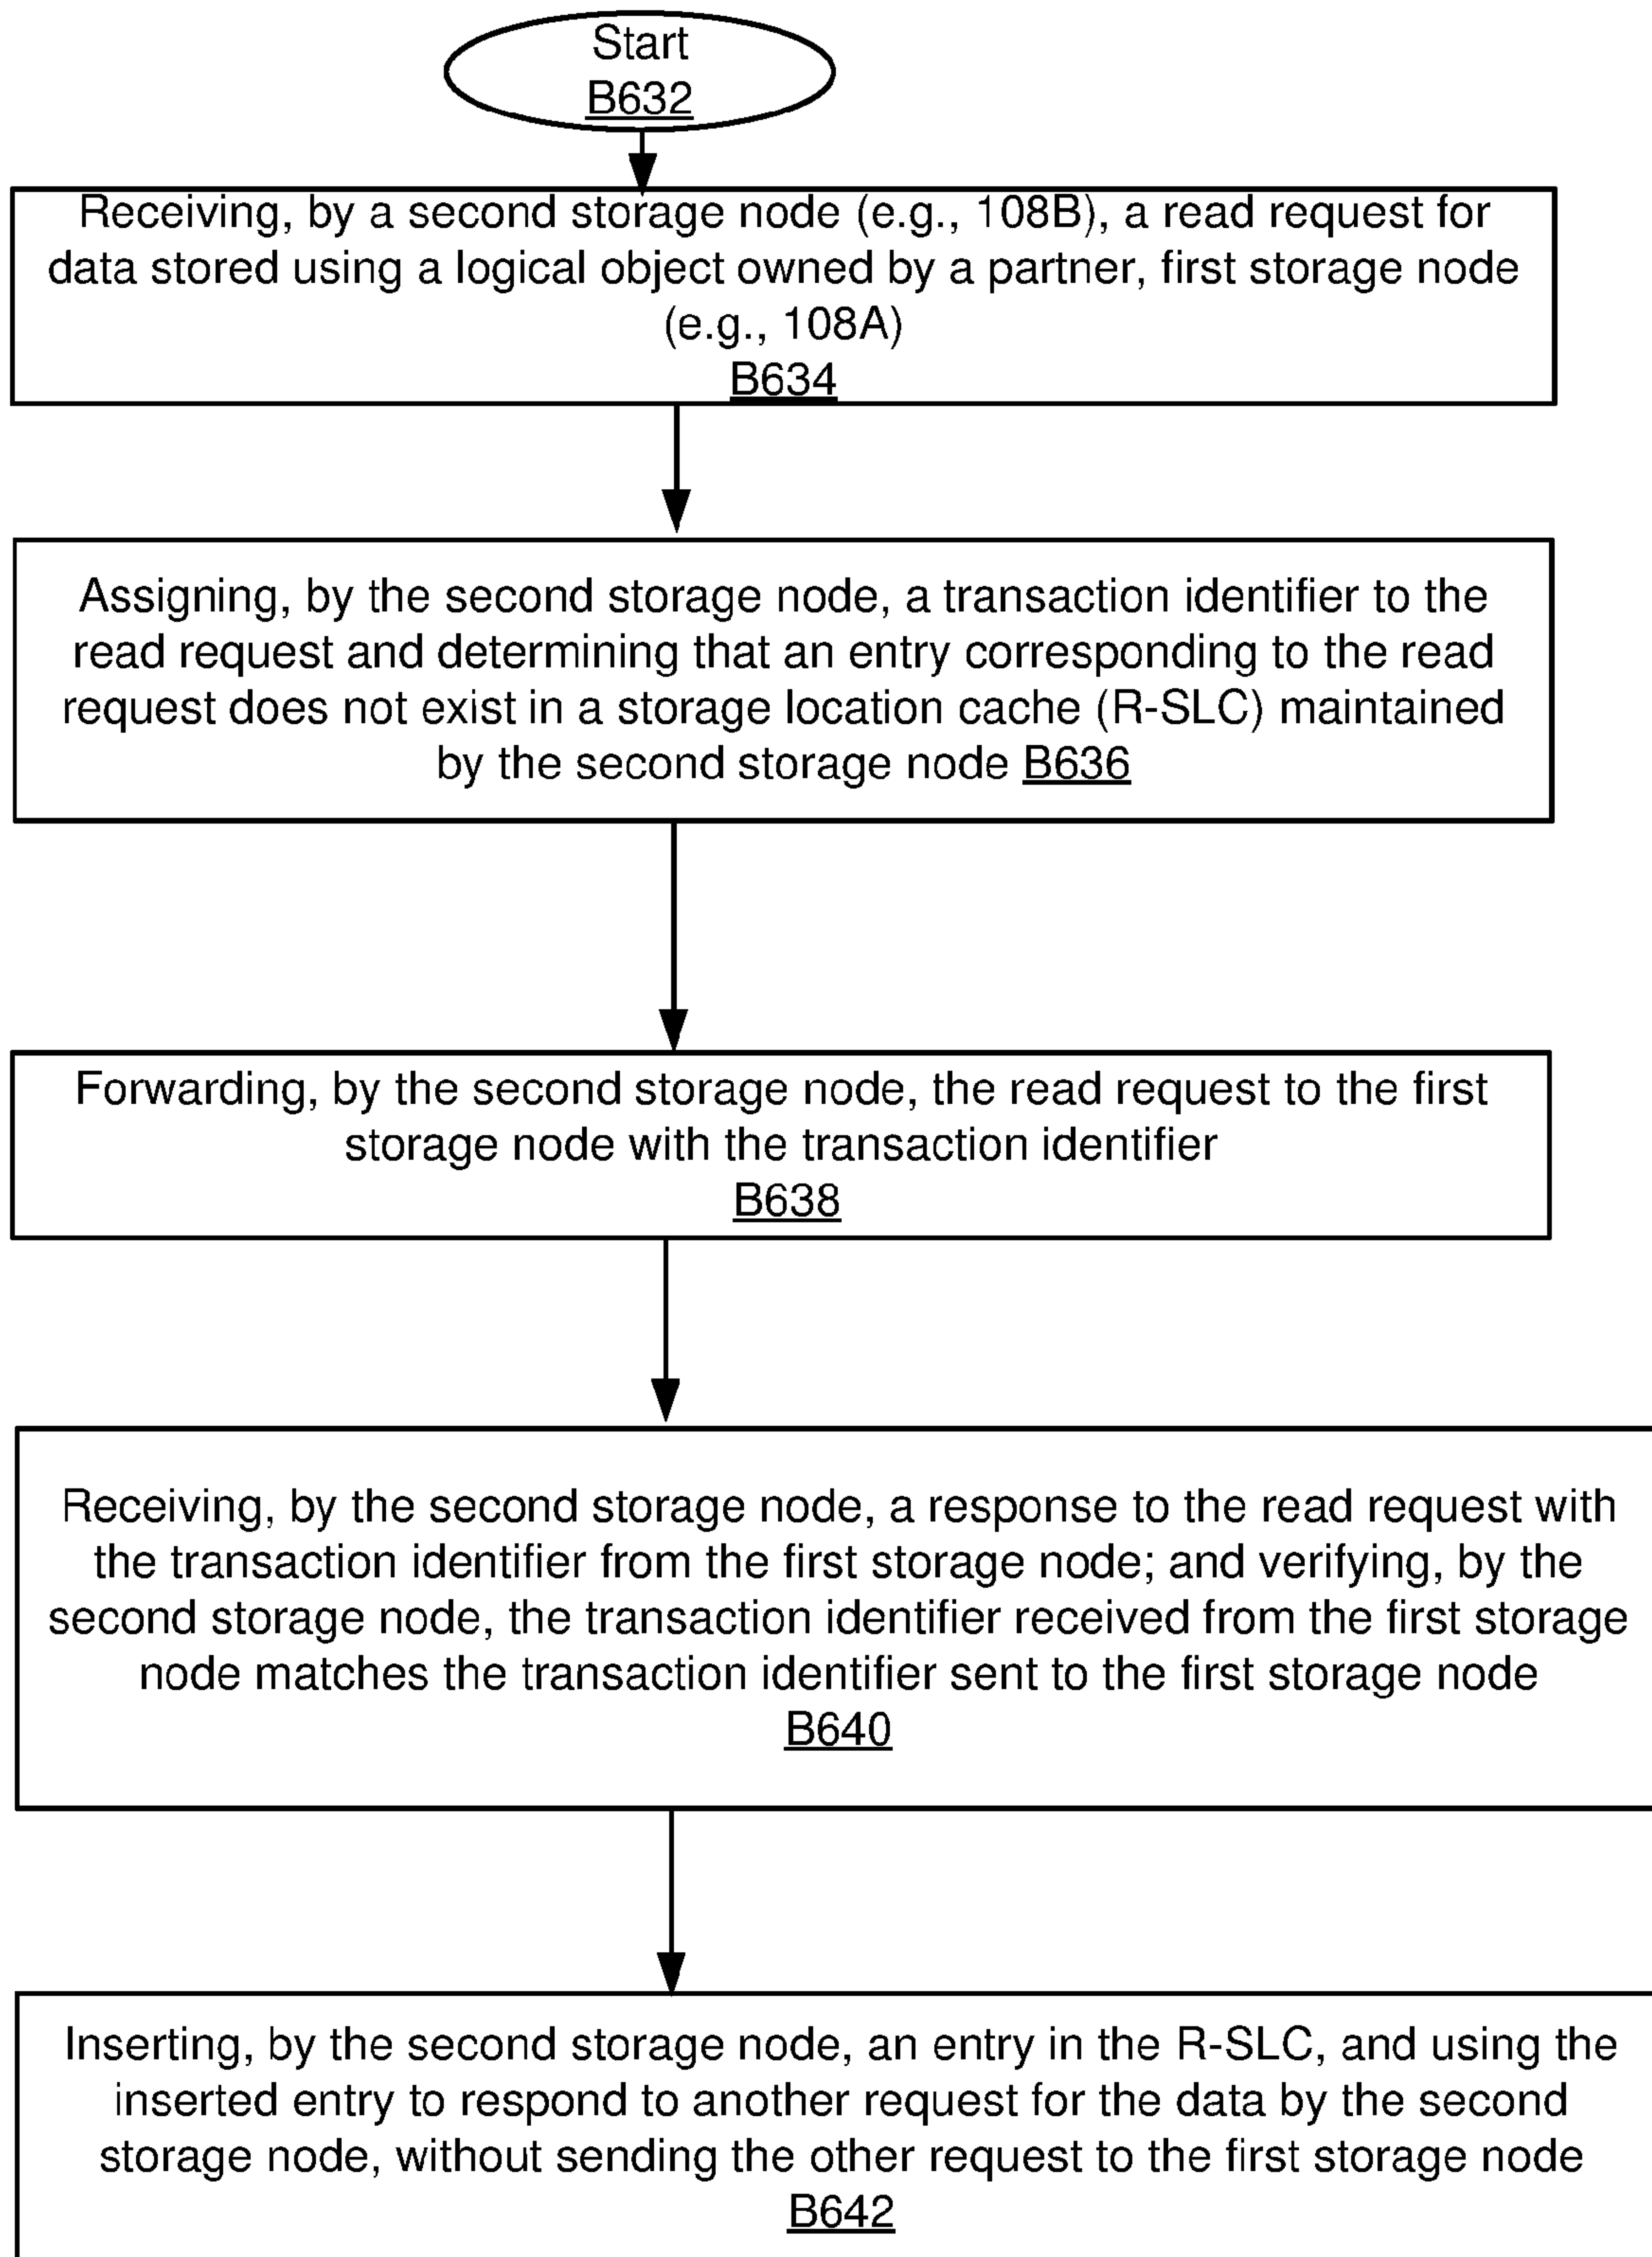 Start
B632
Receiving, by a second storage node (e.g., 108B), a read request for
data stored using a logical object owned by a partner, first storage node
(e.g., 108A)
B634
Assigning, by the second storage node, a transaction identifier to the
read request and determining that an entry corresponding to the read
request does not exist in a storage location cache (R-SLC) maintained
by the second storage node B636
Forwarding, by the second storage node, the read request to the first
storage node with the transaction identifier
B638
Receiving, by the second storage node, a response to the read request with
the transaction identifier from the first storage node; and verifying, by the
second storage node, the transaction identifier received from the first storage
node matches the transaction identifier sent to the first storage node
B640
Inserting, by the second storage node, an entry in the R-SLC, and using the
inserted entry to respond to another request for the data by the second
storage node, without sending the other request to the first storage node
B642